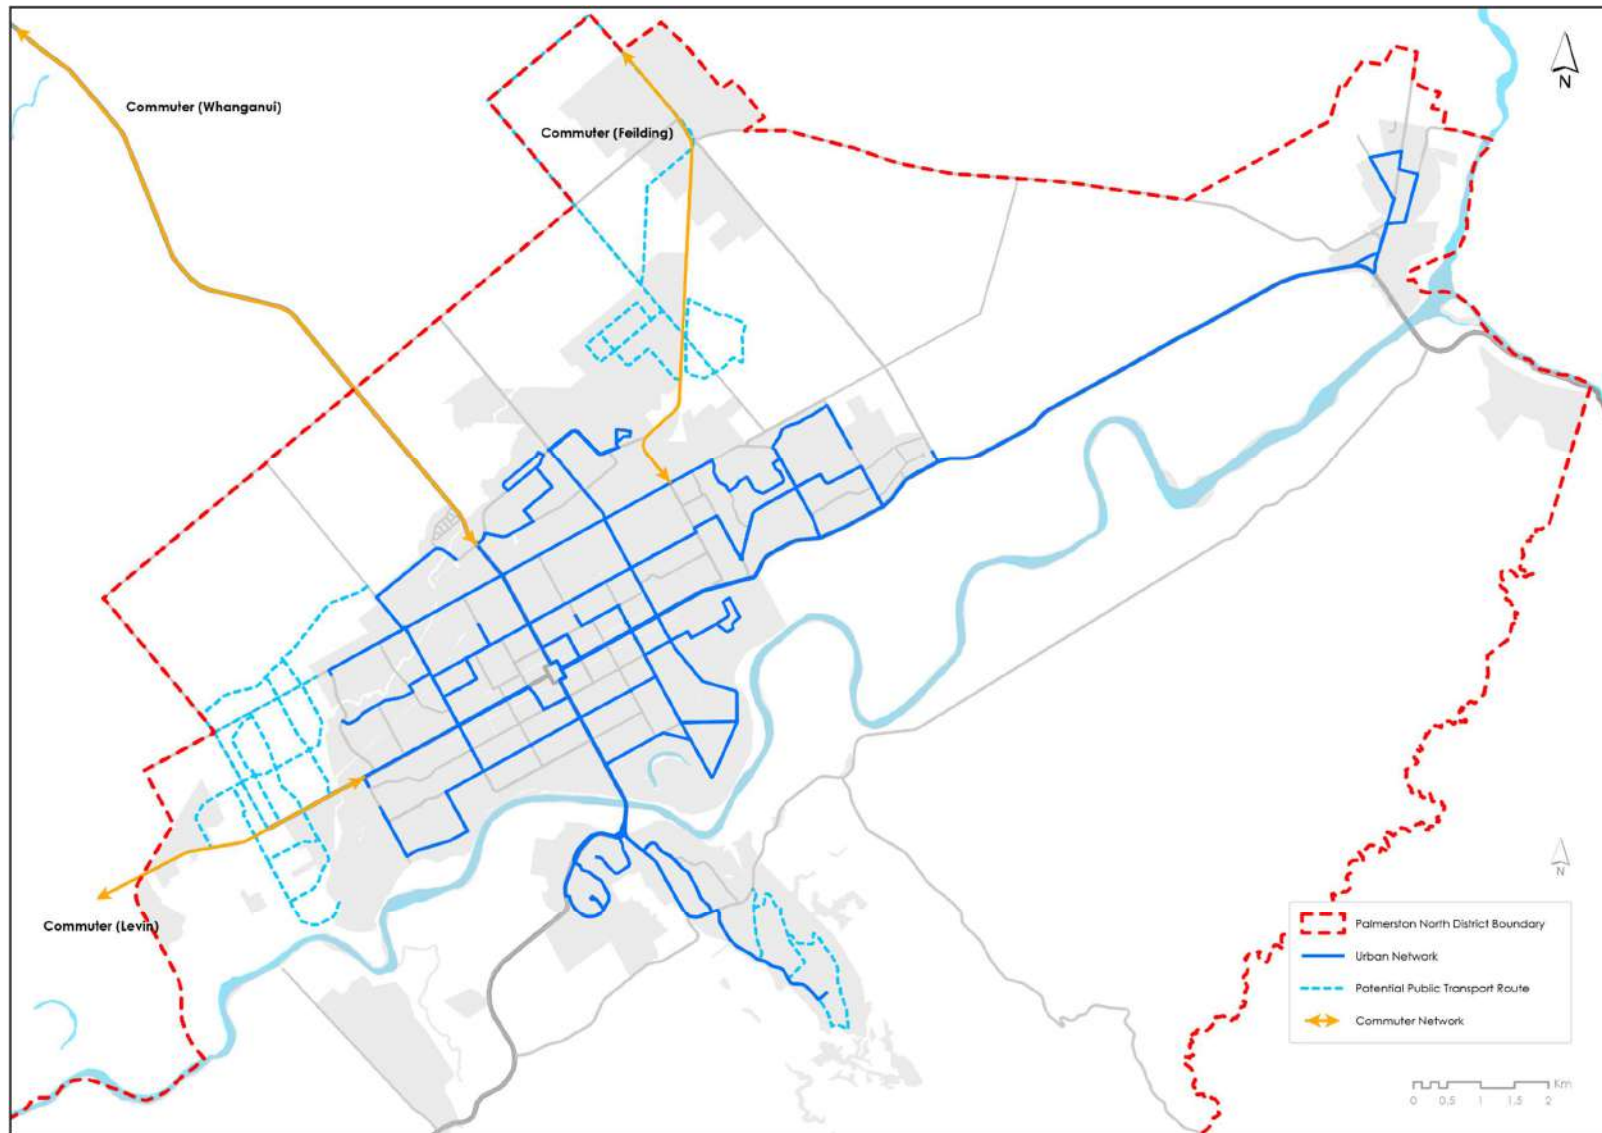 N
Commuter (Whanganui)
Commuter (Feilding)
Commuter (Levin)
N
Palmerston North District Boundary
Urban Network
Potential Public Transport Route
Commuter Network
Km
0 0.5 1 1.5 2